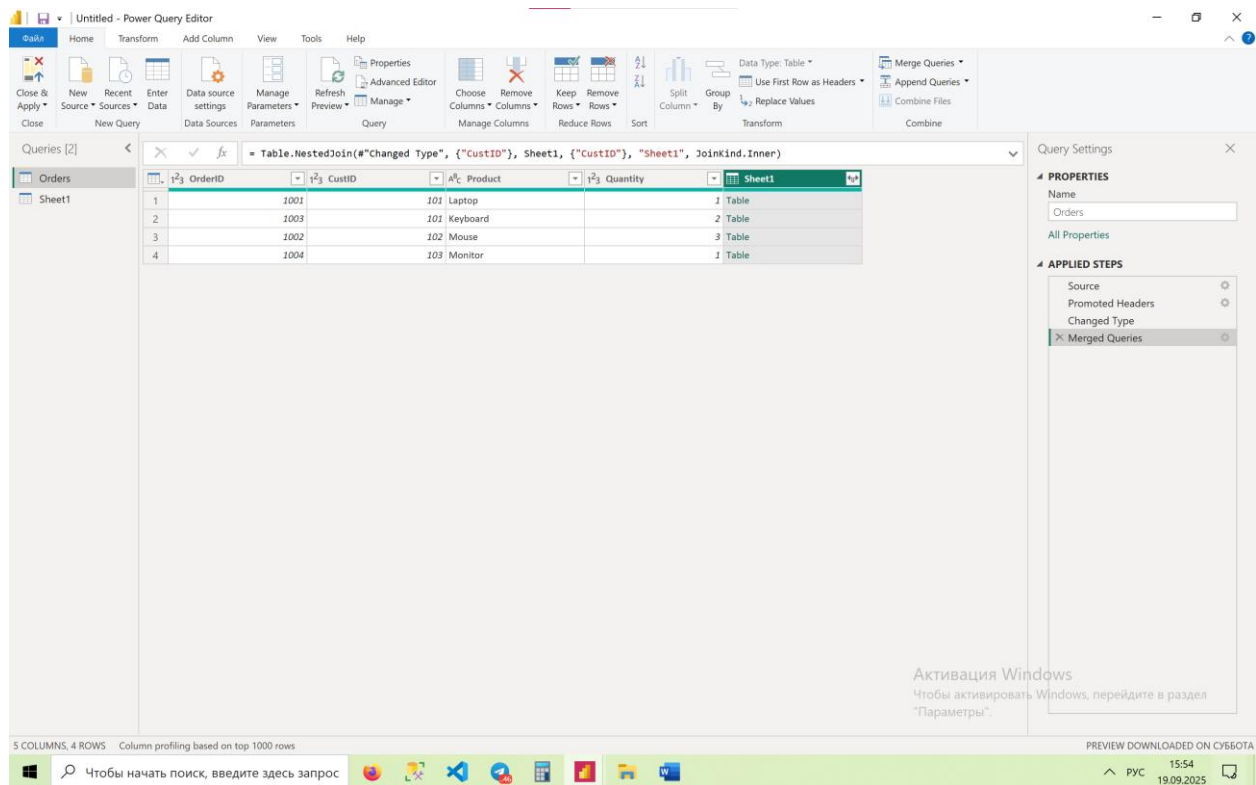 Untitled - Power Query Editor
Файл Home Transform Add Column View Tools Help
Close & Apply New Source Recent Sources Enter Data Data source settings Manage Parameters Refresh Preview Properties Advanced Editor Manage Choose Columns Remove Columns Keep Rows Remove Rows Split Column Group By Data Type: Table Use First Row as Headers Replace Values Merge Queries Append Queries Combine Files
Close New Query Data Sources Parameters Query Manage Columns Reduce Rows Sort Transform Combine
Queries [2]
Orders
Sheet1
fx = Table.NestedJoin(#"Changed Type", {"CustID"}, Sheet1, {"CustID"}, "Sheet1", JoinKind.Inner)
1²3 OrderID 1²3 CustID ABC Product 1²3 Quantity Sheet1
1 1001 101 Laptop 1 Table
2 1003 101 Keyboard 2 Table
3 1002 102 Mouse 3 Table
4 1004 103 Monitor 1 Table
Query Settings
PROPERTIES
Name
Orders
All Properties
APPLIED STEPS
Source
Promoted Headers
Changed Type
Merged Queries
Активация Windows
Чтобы активировать Windows, перейдите в раздел
"Параметры".
5 COLUMNS, 4 ROWS Column profiling based on top 1000 rows
PREVIEW DOWNLOADED ON СУББОТА
Чтобы начать поиск, введите здесь запрос
РУС
15:54
19.09.2025